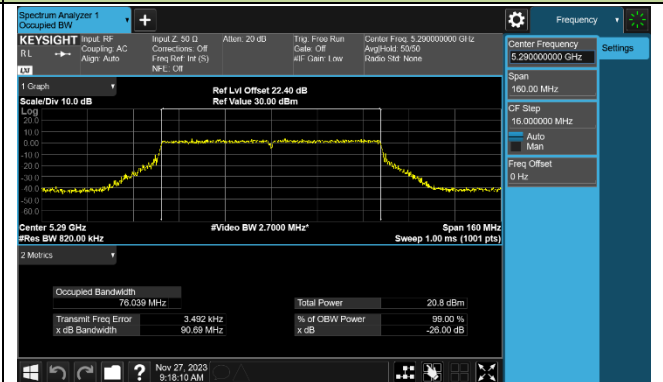 Spectrum Analyzer 1
Occupied BW
+
Frequency
KEYSIGHT
RL
LXI
Input: RF
Coupling: AC
Align: Auto
Input Z: 50 Ω
Corrections: Off
Freq Ref: Int (S)
NFE: Off
Atten: 20 dB
Trig: Free Run
Gate: Off
#IF Gain: Low
Center Freq: 5.290000000 GHz
Avg|Hold: 50/50
Radio Std: None
Center Frequency
5.290000000 GHz
Settings
Span
160.00 MHz
CF Step
16.000000 MHz
Auto
Man
Freq Offset
0 Hz
1 Graph
Scale/Div 10.0 dB
Ref Lvl Offset 22.40 dB
Ref Value 30.00 dBm
Log
20.0
10.0
0.00
-10.0
-20.0
-30.0
-40.0
-50.0
-60.0
Center 5.29 GHz
#Video BW 2.7000 MHz*
Span 160 MHz
#Res BW 820.00 kHz
Sweep 1.00 ms (1001 pts)
2 Metrics
Occupied Bandwidth
76.039 MHz
Total Power 20.8 dBm
Transmit Freq Error 3.492 kHz
% of OBW Power 99.00 %
x dB Bandwidth 90.69 MHz
x dB -26.00 dB
?
Nov 27, 2023
9:18:10 AM